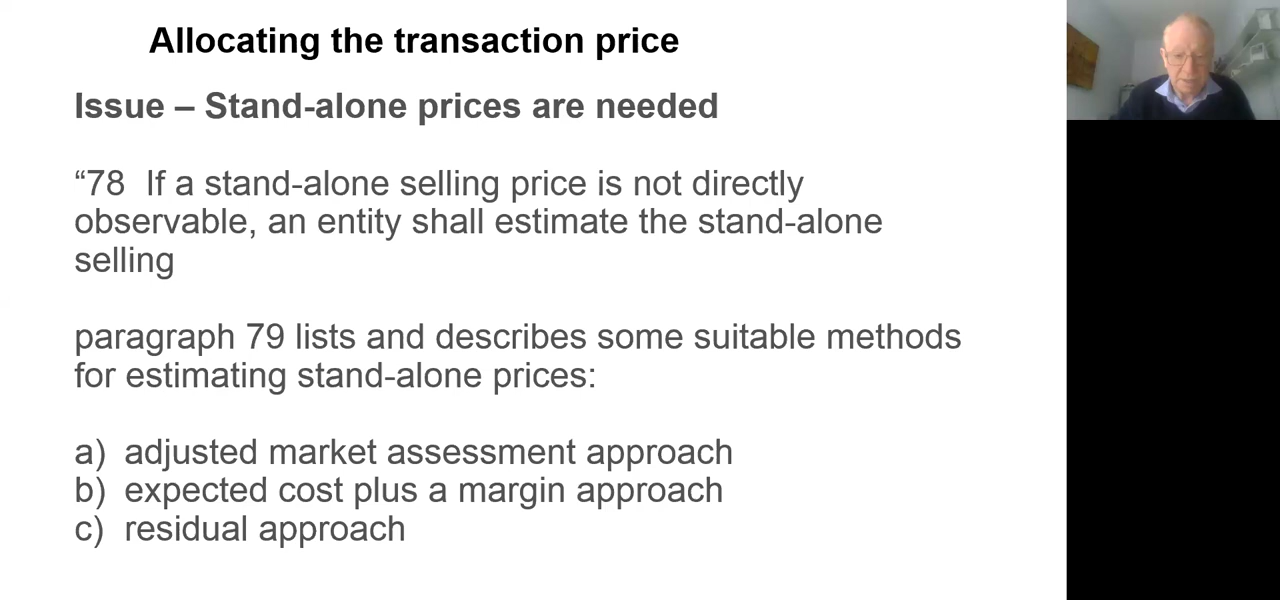 Allocating the transaction price
Issue – Stand-alone prices are needed
“78  If a stand-alone selling price is not directly
observable, an entity shall estimate the stand-alone
selling
paragraph 79 lists and describes some suitable methods
for estimating stand-alone prices:
a)  adjusted market assessment approach
b)  expected cost plus a margin approach
c)  residual approach